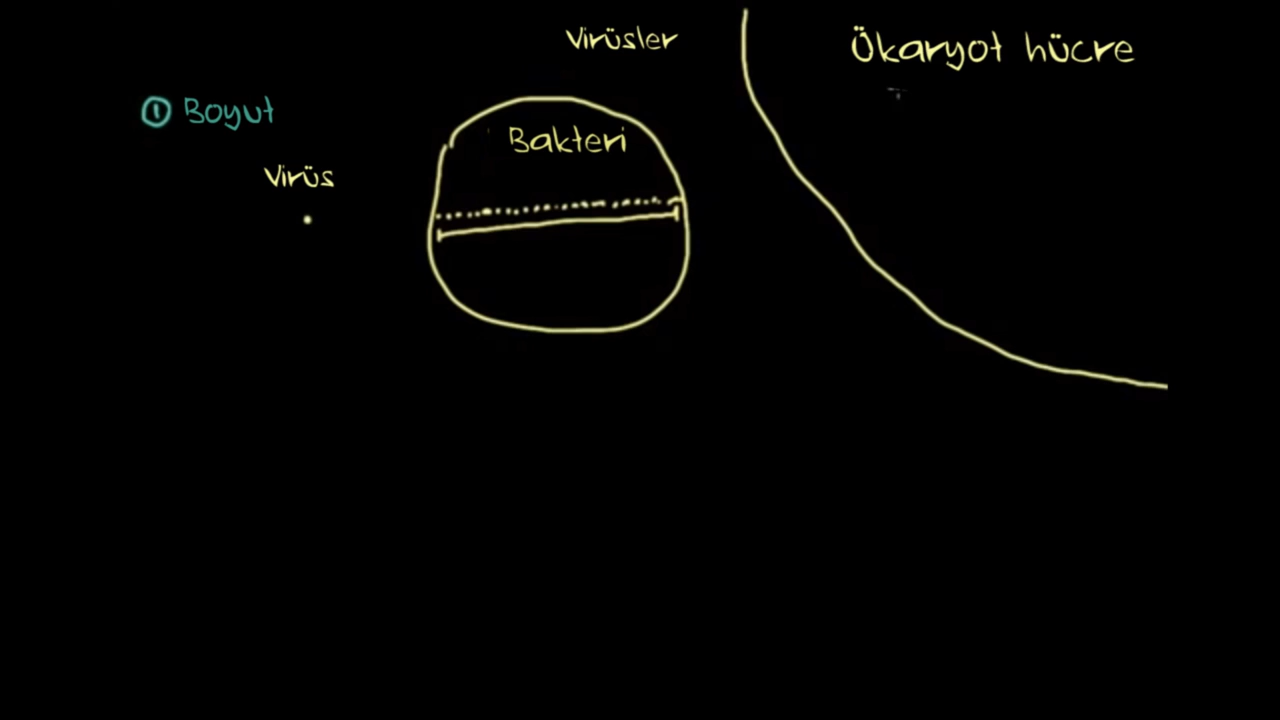 Virüsler
Ökaryot hücre
① Boyut
Bakteri
Virüs